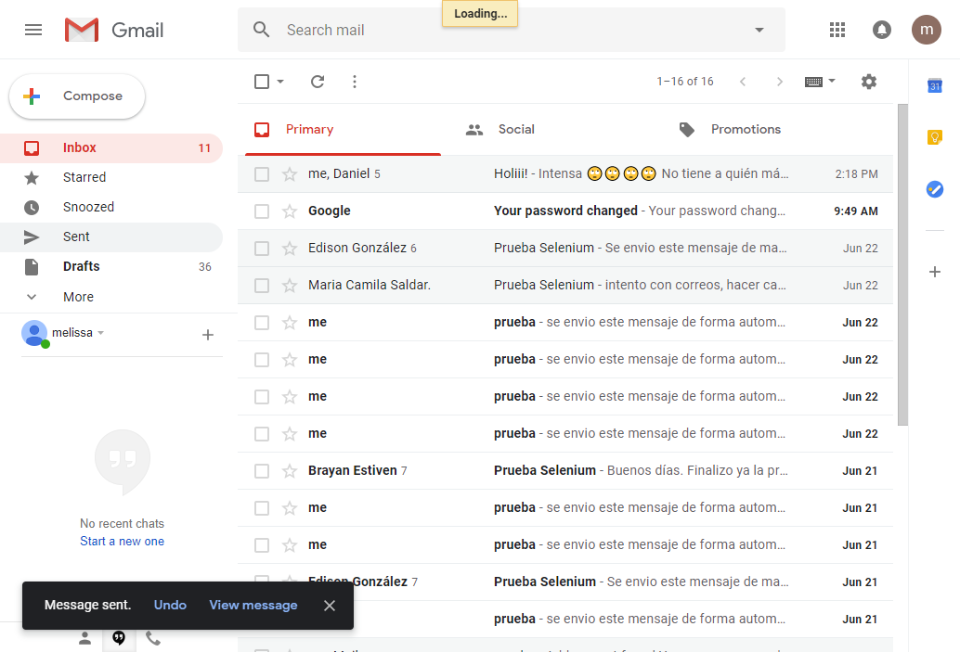 Loading...
Gmail
Search mail
m
Compose
1–16 of 16
31
Primary
Social
Promotions
Inbox 11
Starred
Snoozed
Sent
Drafts 36
More
melissa
No recent chats
Start a new one
me, Daniel 5 Holiii! - Intensa 🙄🙄🙄🙄 No tiene a quién má... 2:18 PM
Google Your password changed - Your password chang... 9:49 AM
Edison González 6 Prueba Selenium - Se envio este mensaje de ma... Jun 22
Maria Camila Saldar. Prueba Selenium - intento con correos, hacer ca... Jun 22
me prueba - se envio este mensaje de forma autom... Jun 22
me prueba - se envio este mensaje de forma autom... Jun 22
me prueba - se envio este mensaje de forma autom... Jun 22
me prueba - se envio este mensaje de forma autom... Jun 22
Brayan Estiven 7 Prueba Selenium - Buenos días. Finalizo ya la pr... Jun 21
me prueba - se envio este mensaje de forma autom... Jun 21
me prueba - se envio este mensaje de forma autom... Jun 21
Edison González 7 Prueba Selenium - Se envio este mensaje de ma... Jun 21
prueba - se envio este mensaje de forma autom... Jun 21
Message sent. Undo View message